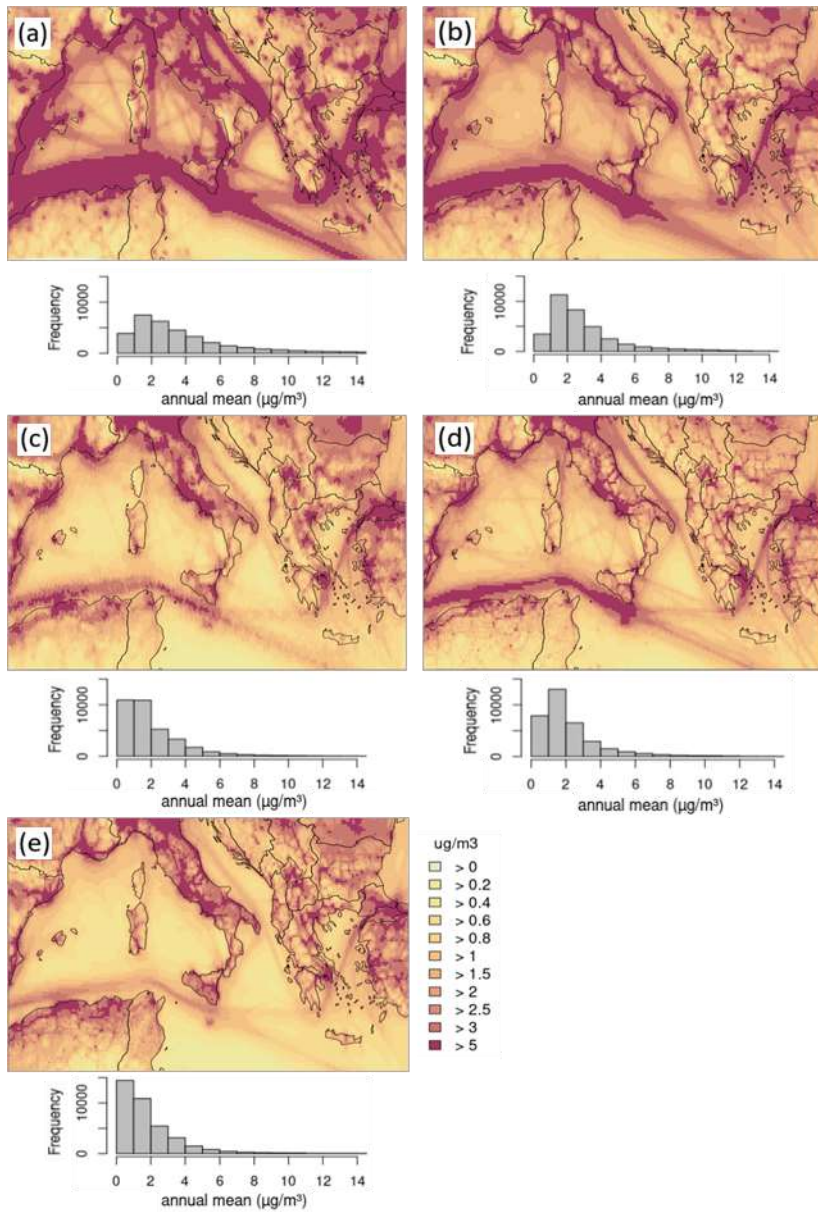 (a)
(b)
Frequency
0 10000
0 2 4 6 8 10 12 14
annual mean (µg/m³)
Frequency
0 10000
0 2 4 6 8 10 12 14
annual mean (µg/m³)
(c)
(d)
Frequency
0 10000
0 2 4 6 8 10 12 14
annual mean (µg/m³)
Frequency
0 10000
0 2 4 6 8 10 12 14
annual mean (µg/m³)
(e)
ug/m3
> 0
> 0.2
> 0.4
> 0.6
> 0.8
> 1
> 1.5
> 2
> 2.5
> 3
> 5
Frequency
0 10000
0 2 4 6 8 10 12 14
annual mean (µg/m³)